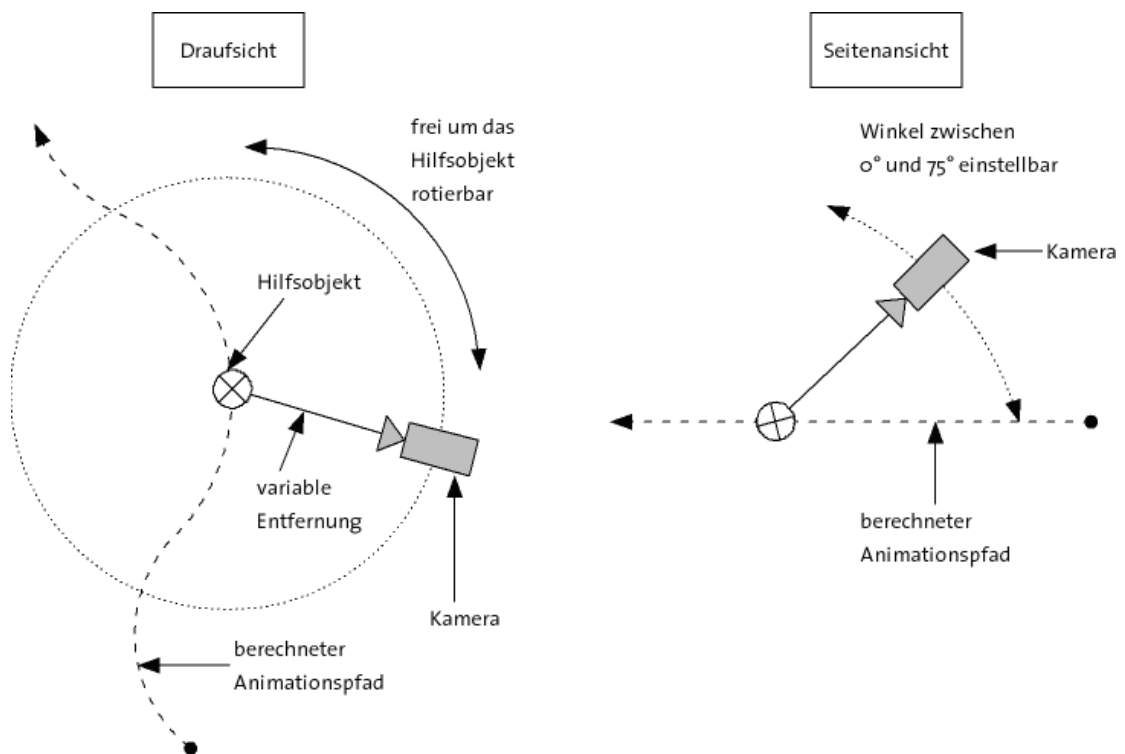 Draufsicht
frei um das
Hilfsobjekt
rotierbar
Hilfsobjekt
variable
Entfernung
Kamera
berechneter
Animationspfad
Seitenansicht
Winkel zwischen
0° und 75° einstellbar
Kamera
berechneter
Animationspfad